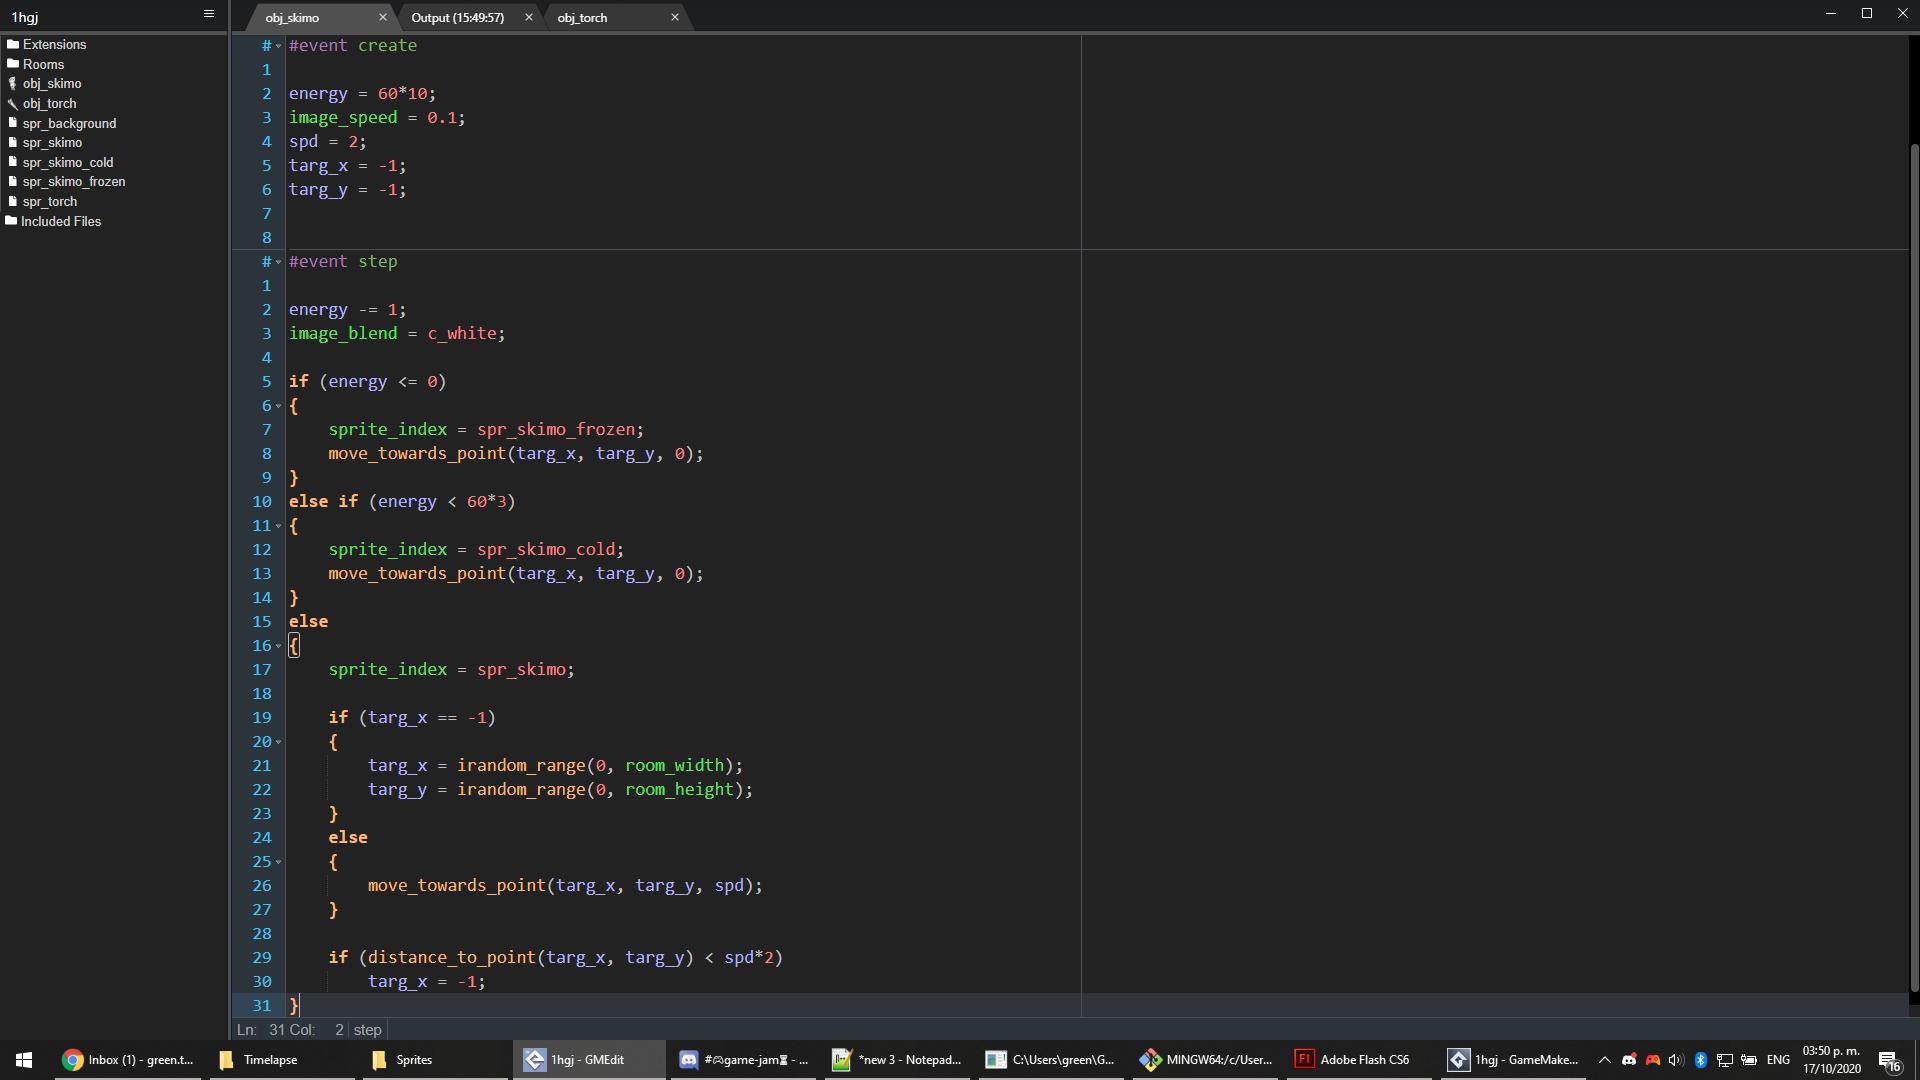 1hgj
obj_skimo
Output (15:49:57)
obj_torch
Extensions
Rooms
obj_skimo
obj_torch
spr_background
spr_skimo
spr_skimo_cold
spr_skimo_frozen
spr_torch
Included Files
# #event create
1
2 energy = 60*10;
3 image_speed = 0.1;
4 spd = 2;
5 targ_x = -1;
6 targ_y = -1;
7
8
# #event step
1
2 energy -= 1;
3 image_blend = c_white;
4
5 if (energy <= 0)
6 {
7 sprite_index = spr_skimo_frozen;
8 move_towards_point(targ_x, targ_y, 0);
9 }
10 else if (energy < 60*3)
11 {
12 sprite_index = spr_skimo_cold;
13 move_towards_point(targ_x, targ_y, 0);
14 }
15 else
16 {
17 sprite_index = spr_skimo;
18
19 if (targ_x == -1)
20 {
21 targ_x = irandom_range(0, room_width);
22 targ_y = irandom_range(0, room_height);
23 }
24 else
25 {
26 move_towards_point(targ_x, targ_y, spd);
27 }
28
29 if (distance_to_point(targ_x, targ_y) < spd*2)
30 targ_x = -1;
31 }
Ln: 31 Col: 2 step
Inbox (1) - green.t...
Timelapse
Sprites
1hgj - GMEdit
#🎮game-jam⏳ - ...
*new 3 - Notepad...
C:\Users\green\G...
MINGW64:/c/User...
Fl Adobe Flash CS6
1hgj - GameMake...
ENG
03:50 p. m.
17/10/2020
16